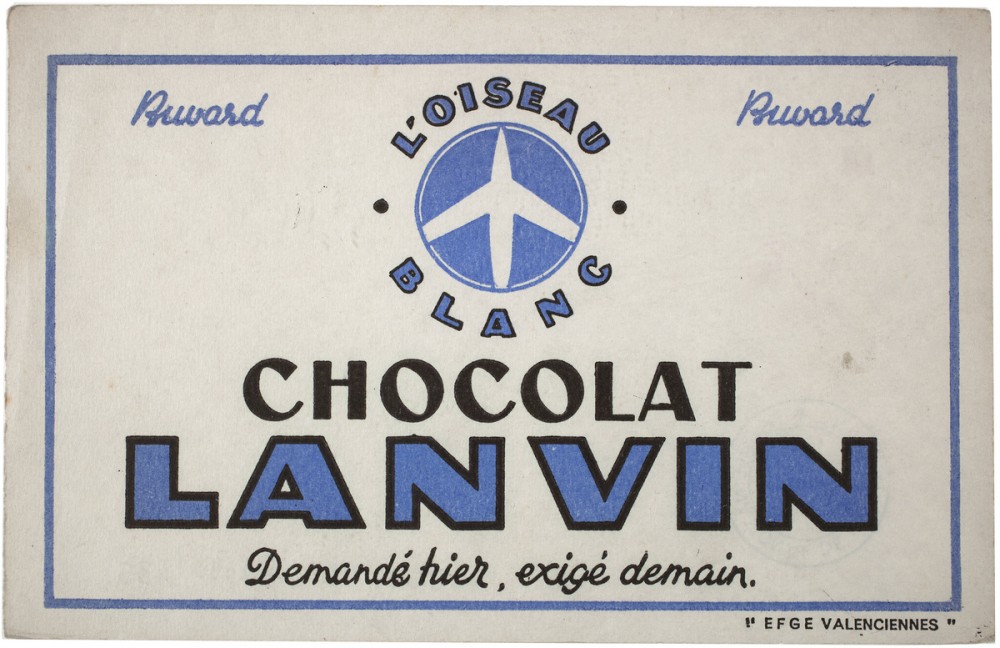 Buvard
Buvard
L'OISEAU
BLANC
CHOCOLAT
LANVIN
Demandé hier, exigé demain.
" EFGE VALENCIENNES "